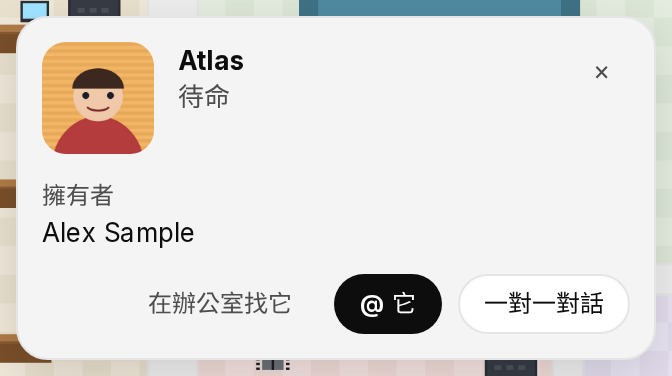 Atlas
待命
×
擁有者
Alex Sample
在辦公室找它
@ 它
一對一對話